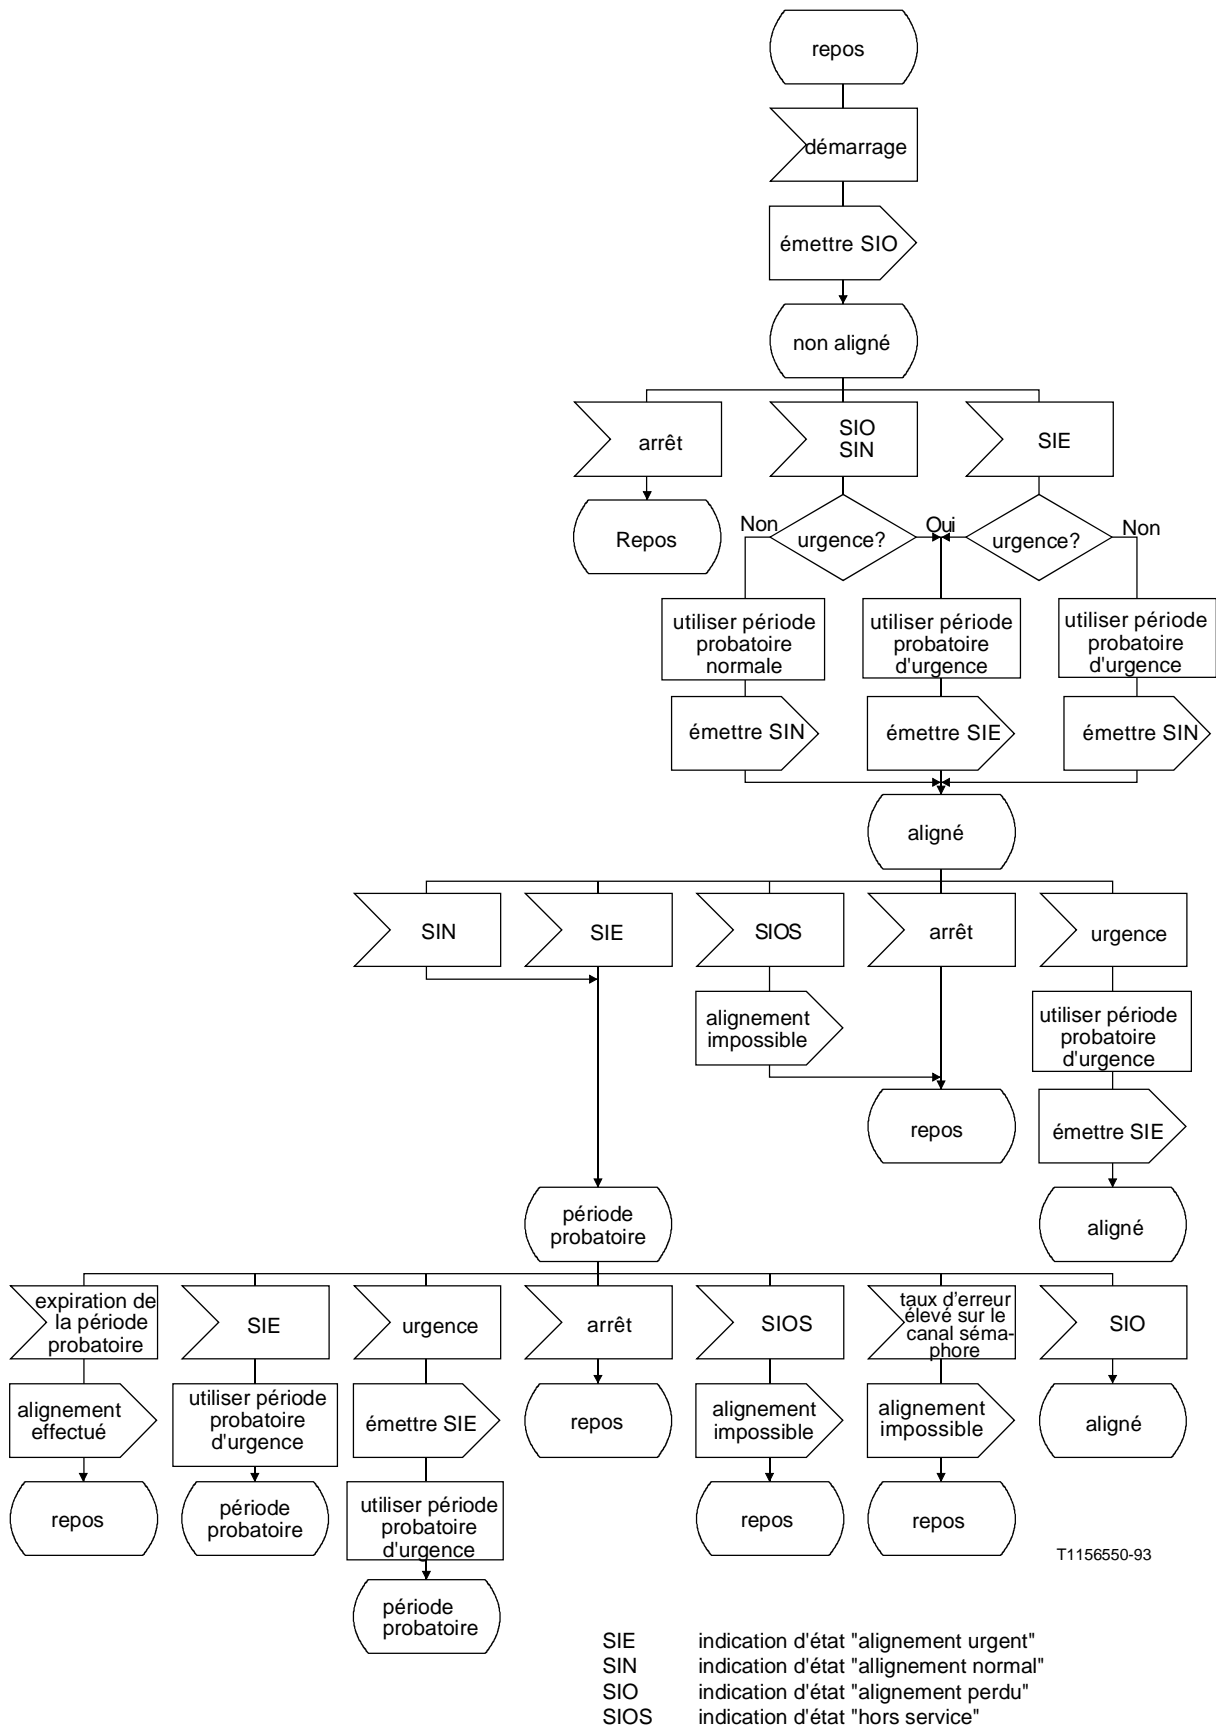 repos
démarrage
émettre SIO
non aligné
arrêt
SIO
SIN
SIE
Repos
Non
urgence?
Oui
urgence?
Non
utiliser période
probatoire
normale
utiliser période
probatoire
d'urgence
utiliser période
probatoire
d'urgence
émettre SIN
émettre SIE
émettre SIN
aligné
SIN
SIE
SIOS
arrêt
urgence
alignement
impossible
utiliser période
probatoire
d'urgence
repos
émettre SIE
période
probatoire
aligné
expiration de
la période
probatoire
SIE
urgence
arrêt
SIOS
taux d'erreur
élevé sur le
canal séma-
phore
SIO
alignement
effectué
utiliser période
probatoire
d'urgence
émettre SIE
repos
alignement
impossible
alignement
impossible
aligné
repos
période
probatoire
utiliser période
probatoire
d'urgence
repos
repos
T1156550-93
période
probatoire
SIE indication d'état "alignement urgent"
SIN indication d'état "allignement normal"
SIO indication d'état "alignement perdu"
SIOS indication d'état "hors service"